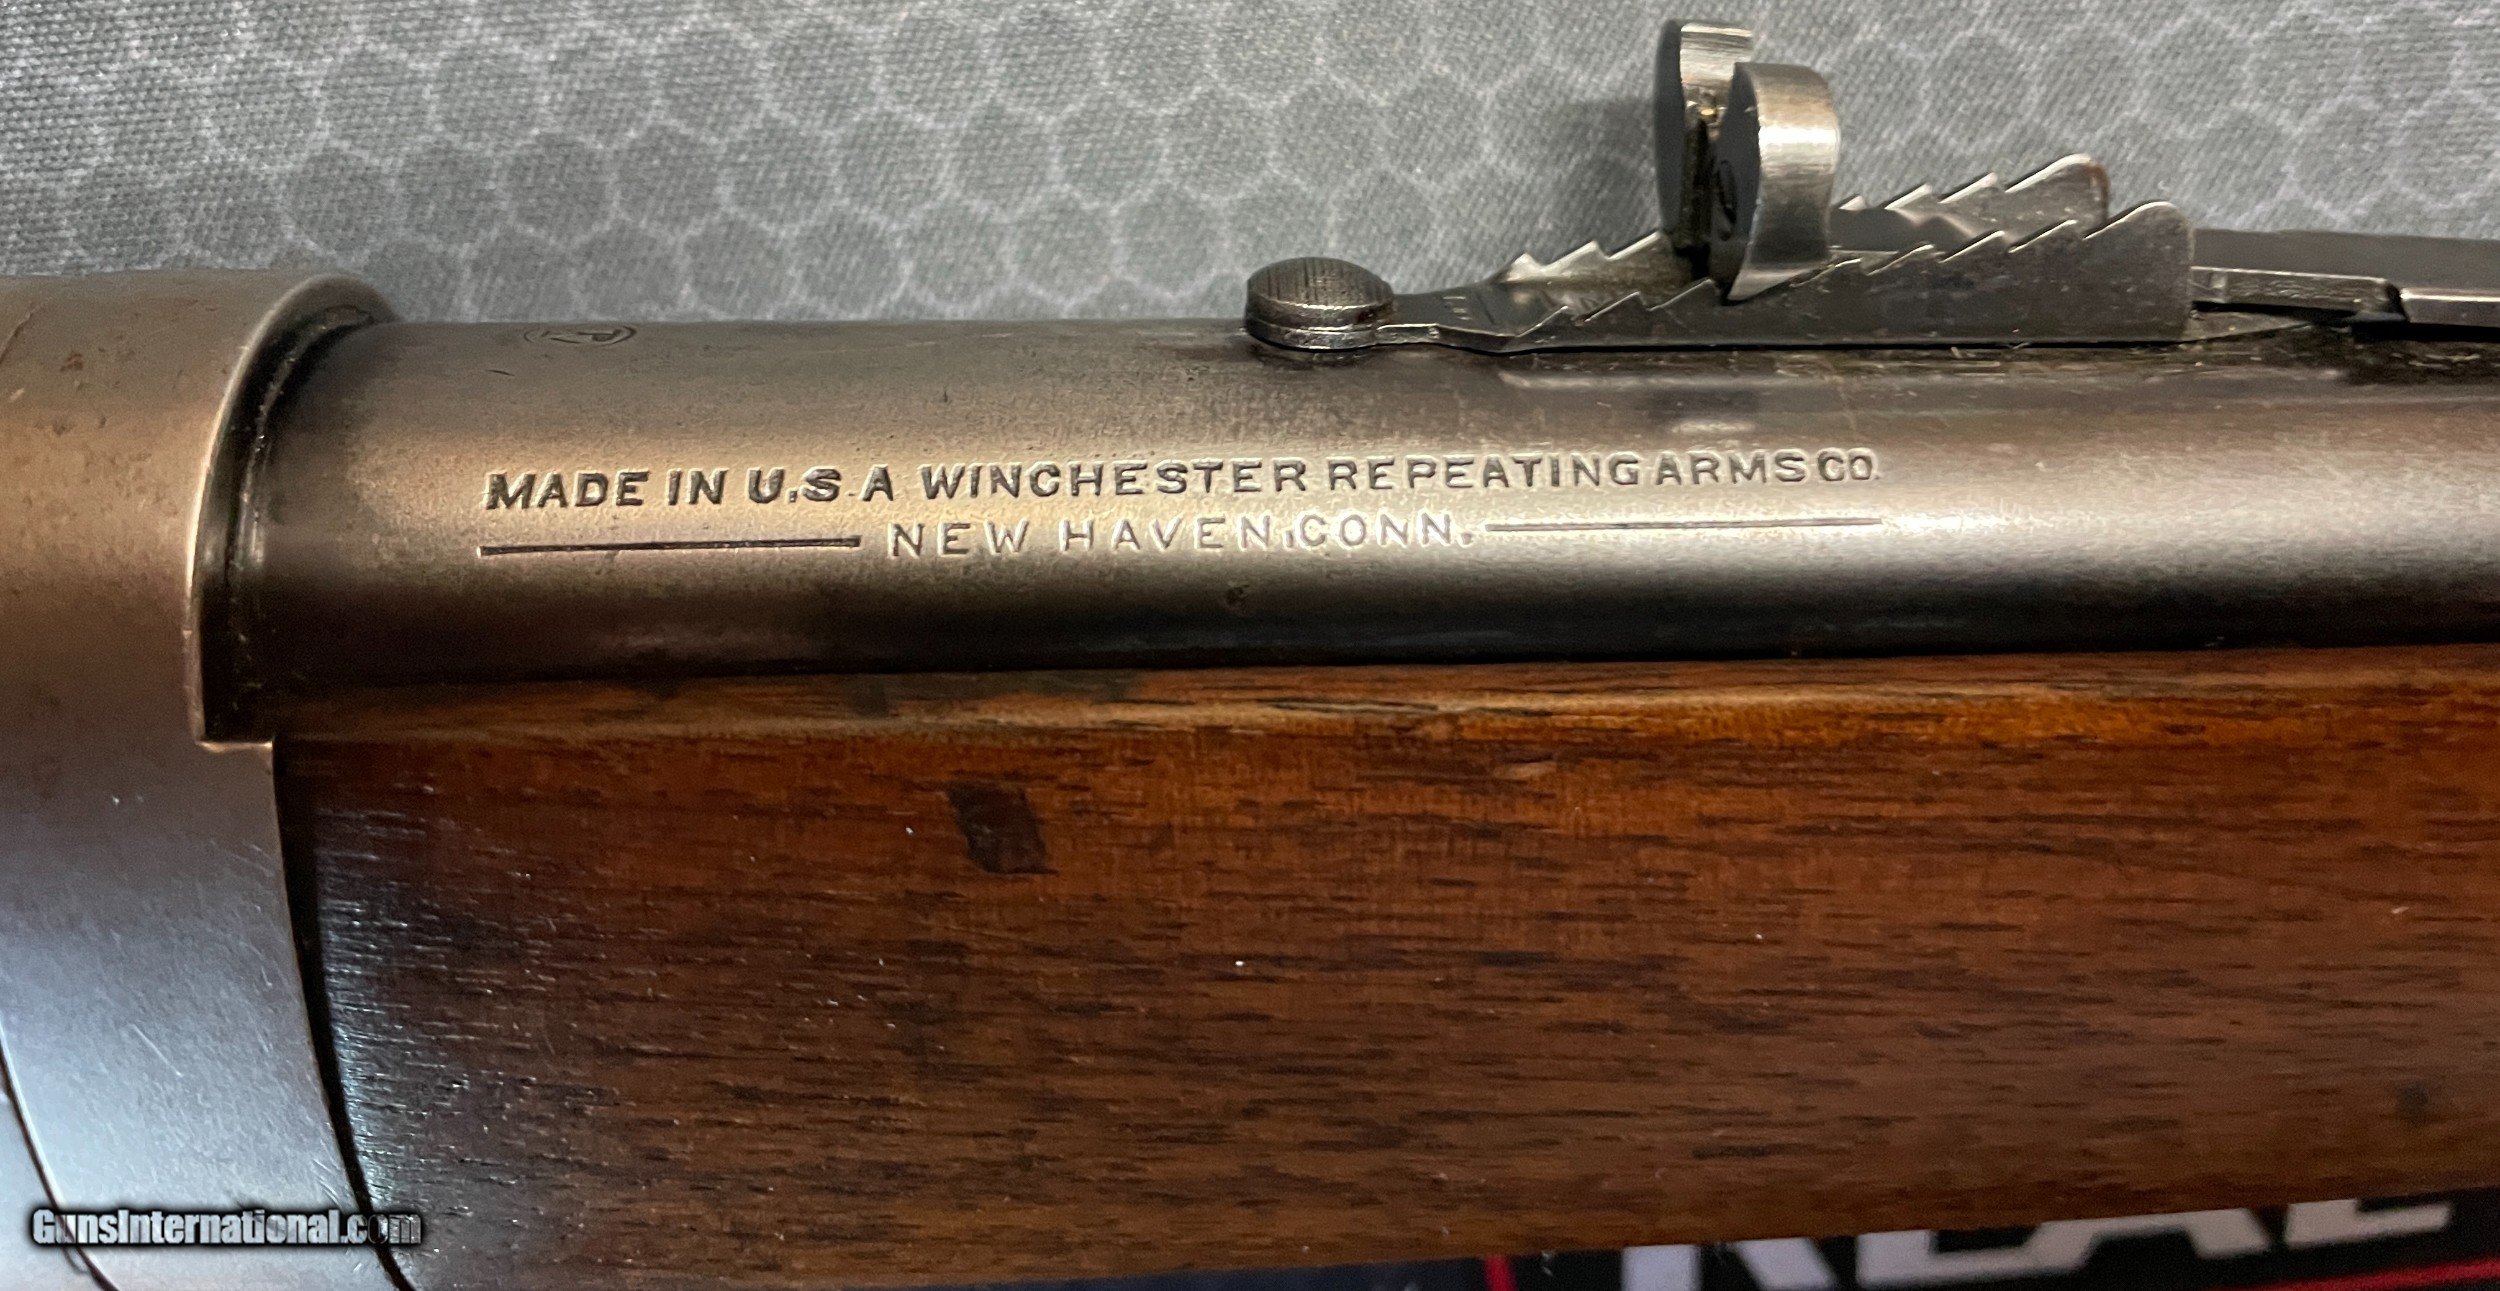 MADE IN U.S.A WINCHESTER REPEATING ARMS CO.
NEW HAVEN, CONN.
GunsInternational.com